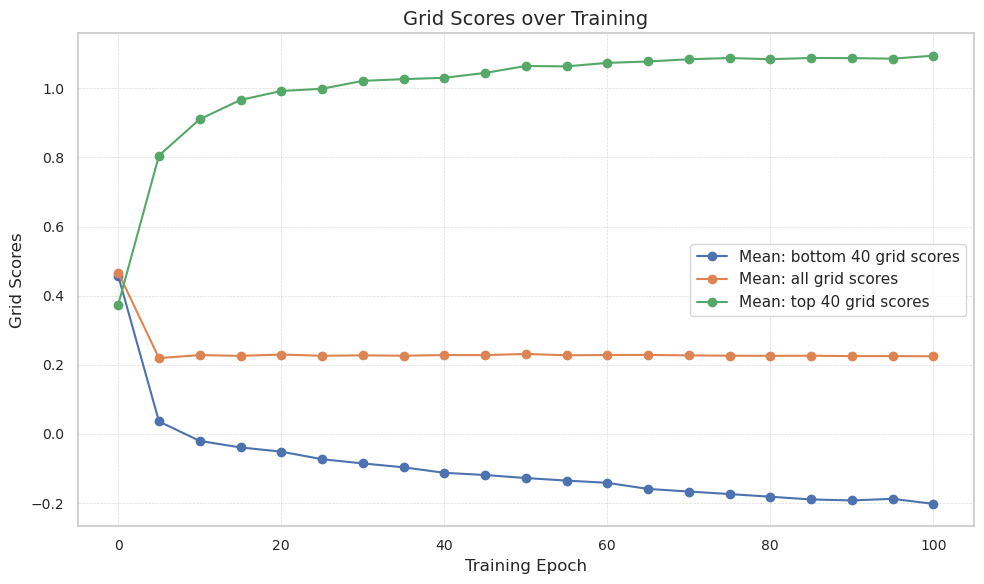 Grid Scores over Training
Grid Scores
1.0
0.8
0.6
0.4
0.2
0.0
−0.2
Mean: bottom 40 grid scores
Mean: all grid scores
Mean: top 40 grid scores
0 20 40 60 80 100
Training Epoch